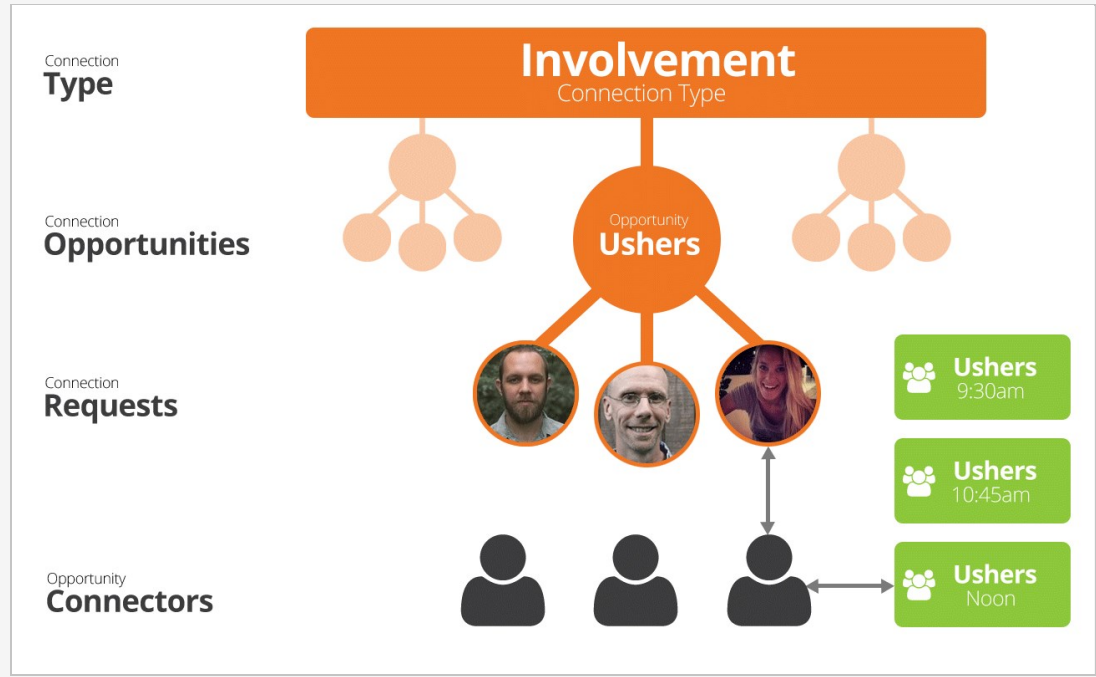 Connection
Type
Involvement
Connection Type
Connection
Opportunities
Opportunity
Ushers
Connection
Requests
Ushers
9:30am
Ushers
10:45am
Opportunity
Connectors
Ushers
Noon